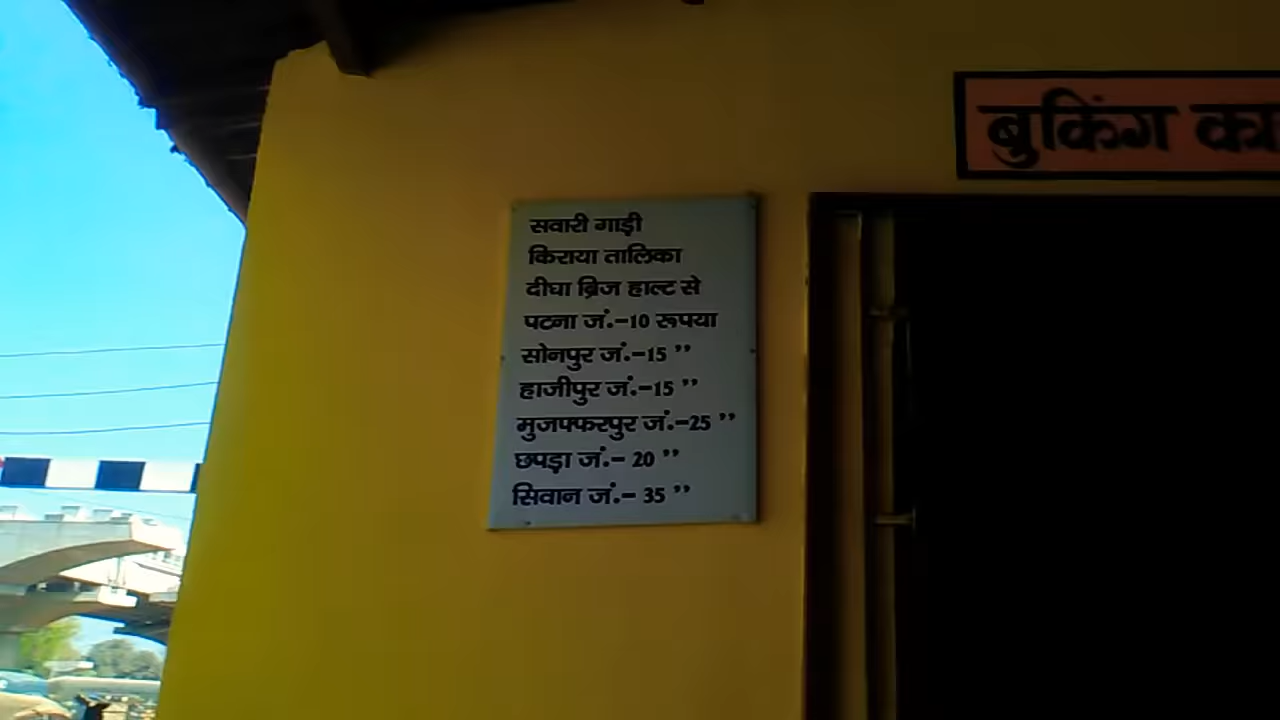 बुकिंग
सवारी गाड़ी
किराया तालिका
दीघा ब्रिज हाल्ट से
पटना जं.-10 रूपया
सोनपुर जं.-15 ”
हाजीपुर जं.-15 ”
मुजफ्फरपुर जं.-25 ”
छपड़ा जं.- 20 ”
सिवान जं.- 35 ”